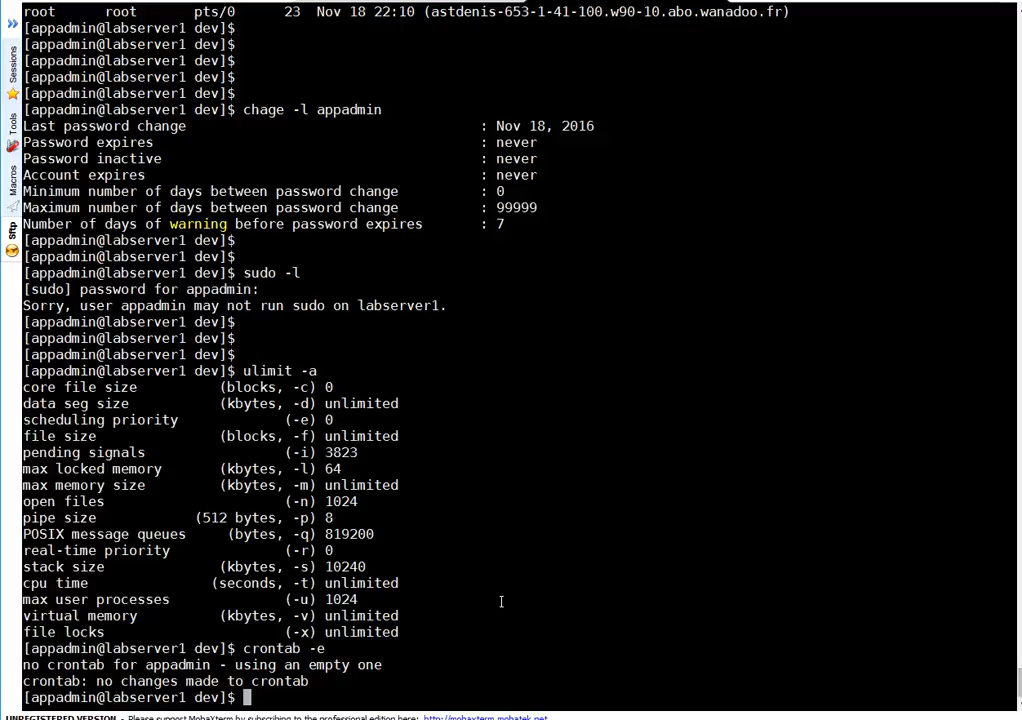 root      root       pts/0      23  Nov 18 22:10 (astdenis-653-1-41-100.w90-10.abo.wanadoo.fr)
[appadmin@labserver1 dev]$
[appadmin@labserver1 dev]$
[appadmin@labserver1 dev]$
[appadmin@labserver1 dev]$
[appadmin@labserver1 dev]$
[appadmin@labserver1 dev]$ chage -l appadmin
Last password change                                    : Nov 18, 2016
Password expires                                        : never
Password inactive                                       : never
Account expires                                         : never
Minimum number of days between password change          : 0
Maximum number of days between password change          : 99999
Number of days of warning before password expires       : 7
[appadmin@labserver1 dev]$
[appadmin@labserver1 dev]$
[appadmin@labserver1 dev]$ sudo -l
[sudo] password for appadmin:
Sorry, user appadmin may not run sudo on labserver1.
[appadmin@labserver1 dev]$
[appadmin@labserver1 dev]$
[appadmin@labserver1 dev]$
[appadmin@labserver1 dev]$ ulimit -a
core file size          (blocks, -c) 0
data seg size           (kbytes, -d) unlimited
scheduling priority             (-e) 0
file size               (blocks, -f) unlimited
pending signals                 (-i) 3823
max locked memory       (kbytes, -l) 64
max memory size         (kbytes, -m) unlimited
open files                      (-n) 1024
pipe size            (512 bytes, -p) 8
POSIX message queues     (bytes, -q) 819200
real-time priority              (-r) 0
stack size              (kbytes, -s) 10240
cpu time               (seconds, -t) unlimited
max user processes              (-u) 1024
virtual memory          (kbytes, -v) unlimited
file locks                      (-x) unlimited
[appadmin@labserver1 dev]$ crontab -e
no crontab for appadmin - using an empty one
crontab: no changes made to crontab
[appadmin@labserver1 dev]$
Sessions
Tools
Macros
Sftp
UNREGISTERED VERSION - Please support MobaXterm by subscribing to the professional edition here: http://mobaxterm.mobatek.net